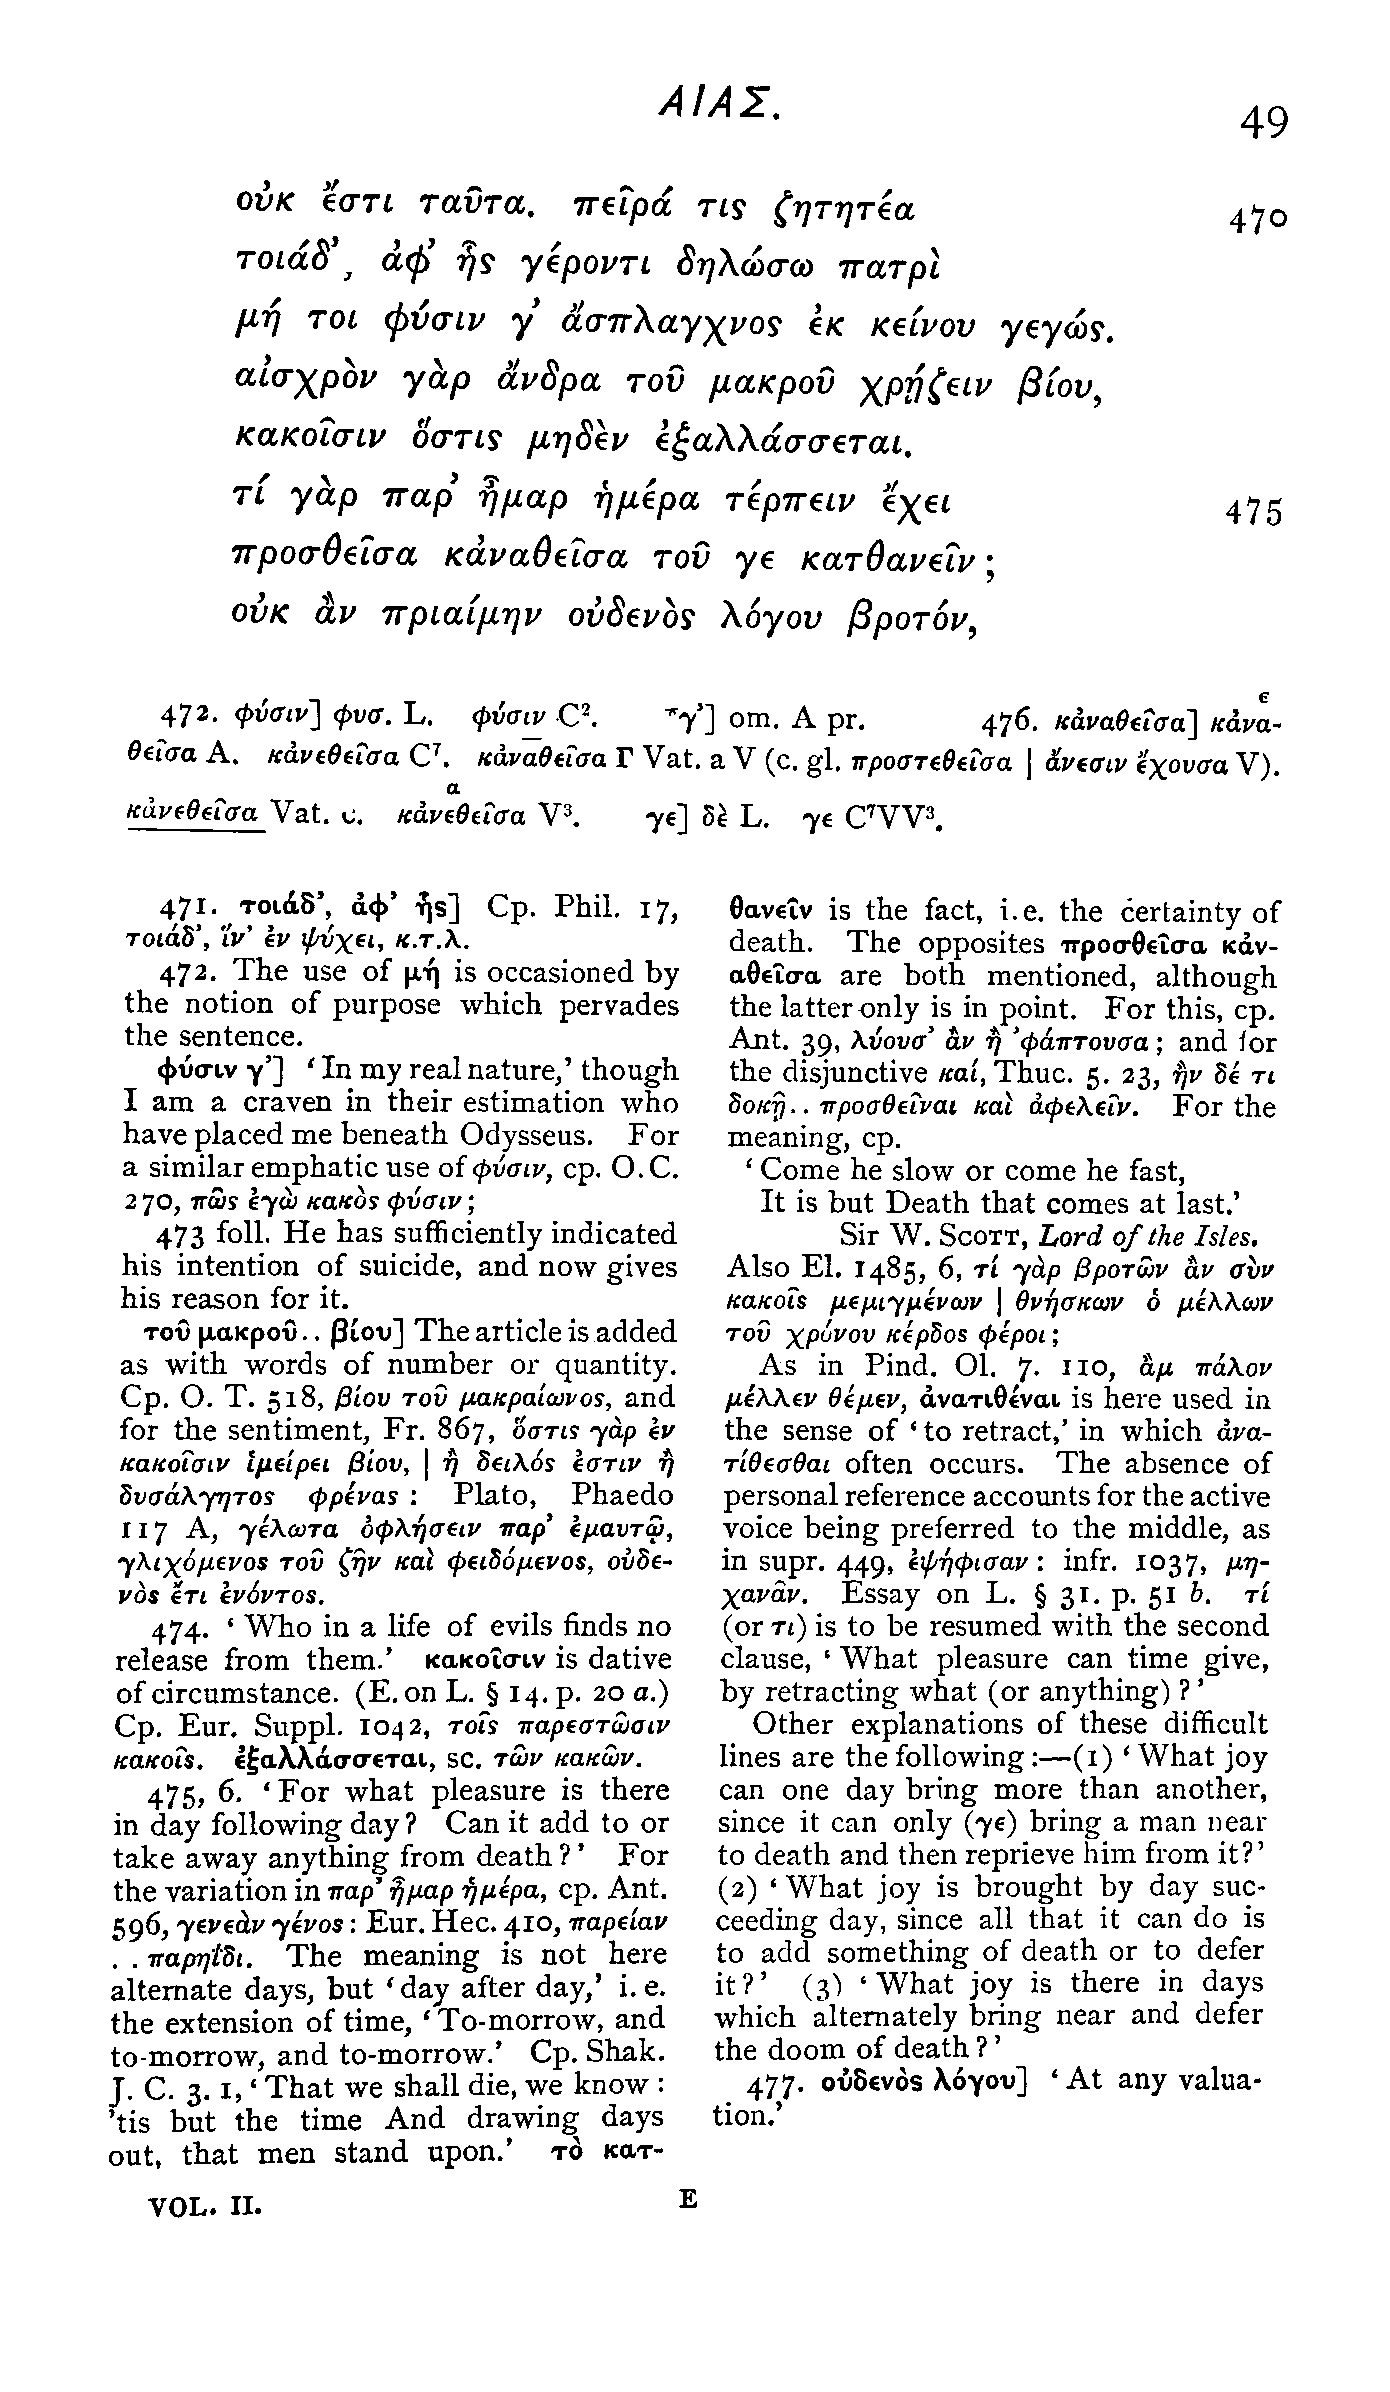 ΑΙΑΣ.
49
οὐκ ἔστι ταῦτα. πεῖρά τις ζητητέα
470
τοιάδ', ἀφ' ἧς γέροντι δηλώσω πατρὶ
μή τοι φύσιν γ' ἄσπλαγχνος ἐκ κείνου γεγώς.
αἰσχρὸν γὰρ ἄνδρα τοῦ μακροῦ χρῄζειν βίου,
κακοῖσιν ὅστις μηδὲν ἐξαλλάσσεται.
τί γὰρ παρ' ἦμαρ ἡμέρα τέρπειν ἔχει
475
προσθεῖσα κἀναθεῖσα τοῦ γε κατθανεῖν;
οὐκ ἂν πριαίμην οὐδενὸς λόγου βροτόν,
472. φύσιν] φυσ. L. φύσιν C². *γ'] om. A pr. 476. κἀναθεῖσα] κἀνα-
ε
θεῖσα A. κἀνεθεῖσα C⁷. κἀναθεῖσα Γ Vat. a V (c. gl. προστεθεῖσα | ἄνεσιν ἔχουσα V).
α
κἀνεθεῖσα Vat. c. κἀνεθεῖσα V³. γε] δὲ L. γε C⁷VV³.
471. τοιάδ', ἀφ' ἧς] Cp. Phil. 17,
τοιάδ', ἵν' ἐν ψύχει, κ.τ.λ.
472. The use of μή is occasioned by
the notion of purpose which pervades
the sentence.
φύσιν γ'] 'In my real nature,' though
I am a craven in their estimation who
have placed me beneath Odysseus. For
a similar emphatic use of φύσιν, cp. O.C.
270, πῶς ἐγὼ κακὸς φύσιν;
473 foll. He has sufficiently indicated
his intention of suicide, and now gives
his reason for it.
τοῦ μακροῦ.. βίου] The article is added
as with words of number or quantity.
Cp. O. T. 518, βίου τοῦ μακραίωνος, and
for the sentiment, Fr. 867, ὅστις γὰρ ἐν
κακοῖσιν ἱμείρει βίου, | ἢ δειλός ἐστιν ἢ
δυσάλγητος φρένας : Plato, Phaedo
117 A, γέλωτα ὀφλήσειν παρ' ἐμαυτῷ,
γλιχόμενος τοῦ ζῆν καὶ φειδόμενος, οὐδε-
νὸς ἔτι ἐνόντος.
474. 'Who in a life of evils finds no
release from them.' κακοῖσιν is dative
of circumstance. (E. on L. § 14. p. 20 a.)
Cp. Eur. Suppl. 1042, τοῖς παρεστῶσιν
κακοῖς. ἐξαλλάσσεται, sc. τῶν κακῶν.
475, 6. 'For what pleasure is there
in day following day? Can it add to or
take away anything from death?' For
the variation in παρ' ἦμαρ ἡμέρα, cp. Ant.
596, γενεὰν γένος: Eur. Hec. 410, παρείαν
. . παρηΐδι. The meaning is not here
alternate days, but 'day after day,' i. e.
the extension of time, 'To-morrow, and
to-morrow, and to-morrow.' Cp. Shak.
J. C. 3. 1, 'That we shall die, we know :
'tis but the time And drawing days
out, that men stand upon.' τὸ κατ-
θανεῖν is the fact, i. e. the certainty of
death. The opposites προσθεῖσα κἀν-
αθεῖσα are both mentioned, although
the latter only is in point. For this, cp.
Ant. 39, λύουσ' ἂν ἢ 'φάπτουσα; and for
the disjunctive καί, Thuc. 5. 23, ἢν δέ τι
δοκῇ.. προσθεῖναι καὶ ἀφελεῖν. For the
meaning, cp.
'Come he slow or come he fast,
It is but Death that comes at last.'
Sir W. SCOTT, Lord of the Isles.
Also El. 1485, 6, τί γὰρ βροτῶν ἂν σὺν
κακοῖς μεμιγμένων | θνήσκων ὁ μέλλων
τοῦ χρόνου κέρδος φέροι;
As in Pind. Ol. 7. 110, ἂμ πάλον
μέλλεν θέμεν, ἀνατιθέναι is here used in
the sense of 'to retract,' in which ἀνα-
τίθεσθαι often occurs. The absence of
personal reference accounts for the active
voice being preferred to the middle, as
in supr. 449, ἐψήφισαν: infr. 1037, μη-
χανᾶν. Essay on L. § 31. p. 51 b. τί
(or τι) is to be resumed with the second
clause, 'What pleasure can time give,
by retracting what (or anything)?'
Other explanations of these difficult
lines are the following:—(1) 'What joy
can one day bring more than another,
since it can only (γε) bring a man near
to death and then reprieve him from it?'
(2) 'What joy is brought by day suc-
ceeding day, since all that it can do is
to add something of death or to defer
it?' (3) 'What joy is there in days
which alternately bring near and defer
the doom of death?'
477. οὐδενὸς λόγου] 'At any valua-
tion.'
VOL. II.
E